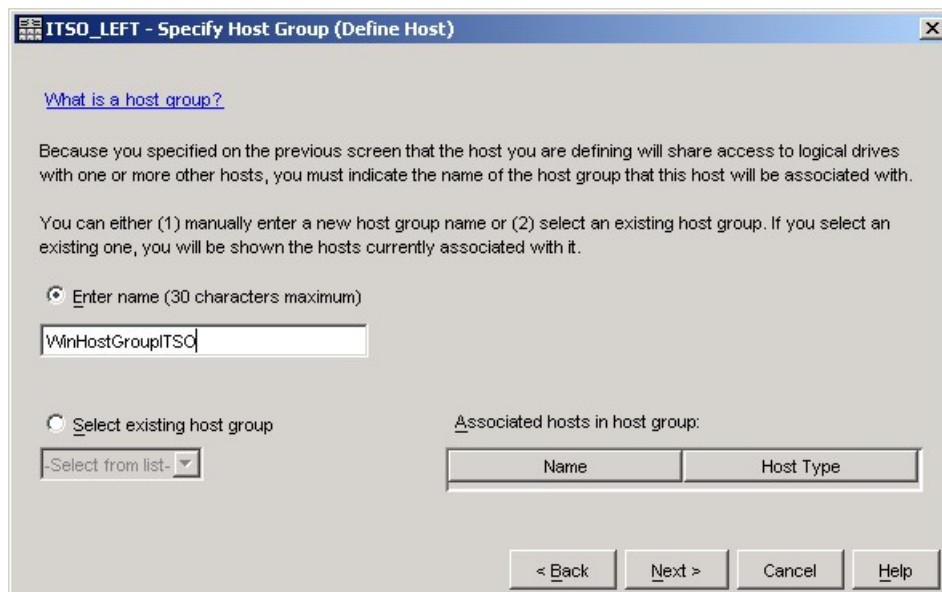 ITSO_LEFT - Specify Host Group (Define Host)
What is a host group?
Because you specified on the previous screen that the host you are defining will share access to logical drives
with one or more other hosts, you must indicate the name of the host group that this host will be associated with.
You can either (1) manually enter a new host group name or (2) select an existing host group. If you select an
existing one, you will be shown the hosts currently associated with it.
Enter name (30 characters maximum)
WinHostGroupITSO
Select existing host group
-Select from list-
Associated hosts in host group:
Name Host Type
< Back Next > Cancel Help